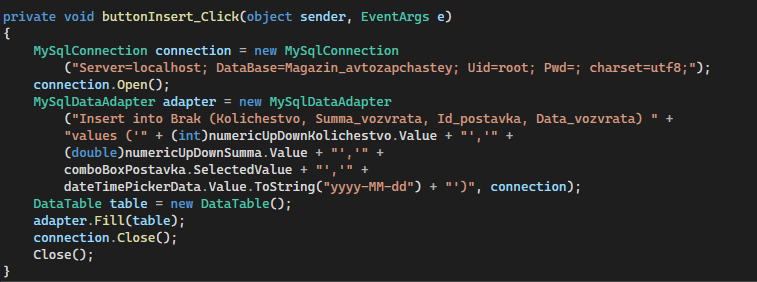 private void buttonInsert_Click(object sender, EventArgs e)
{
    MySqlConnection connection = new MySqlConnection
        ("Server=localhost; DataBase=Magazin_avtozapchastey; Uid=root; Pwd=; charset=utf8;");
    connection.Open();
    MySqlDataAdapter adapter = new MySqlDataAdapter
        ("Insert into Brak (Kolichestvo, Summa_vozvrata, Id_postavka, Data_vozvrata) " +
        "values ('" + (int)numericUpDownKolichestvo.Value + "','" +
        (double)numericUpDownSumma.Value + "','" +
        comboBoxPostavka.SelectedValue + "','" +
        dateTimePickerData.Value.ToString("yyyy-MM-dd") + "')", connection);
    DataTable table = new DataTable();
    adapter.Fill(table);
    connection.Close();
    Close();
}